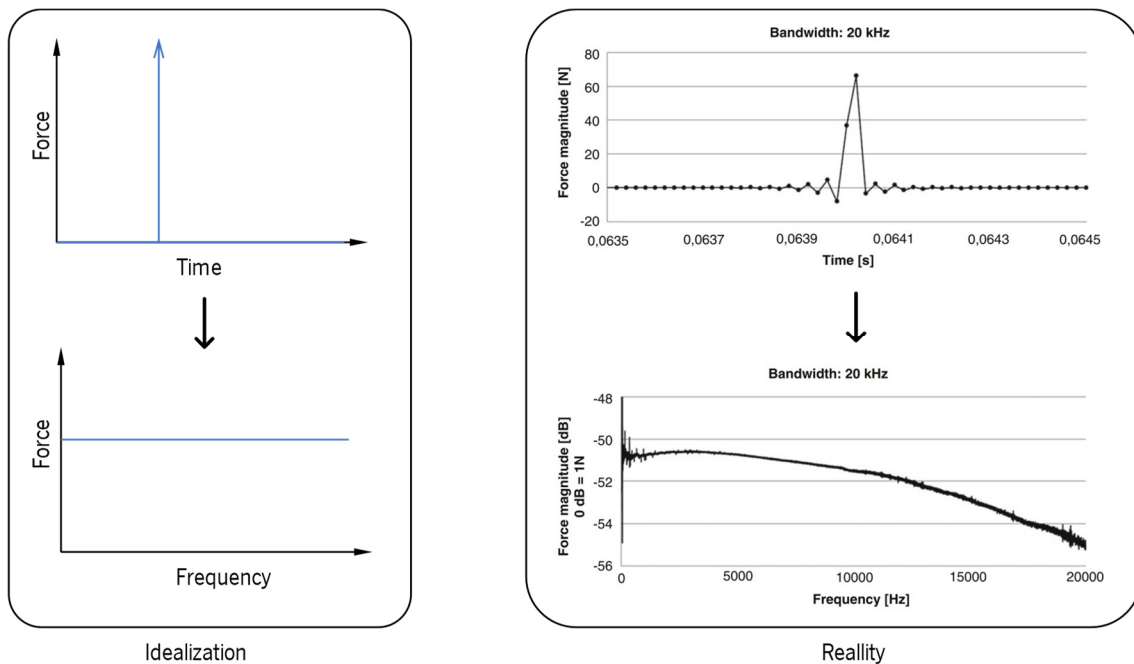 Force
Time
Force
Frequency
Idealization
Bandwidth: 20 kHz
Force magnitude [N]
80
60
40
20
0
-20
0,0635 0,0637 0,0639 0,0641 0,0643 0,0645
Time [s]
Bandwidth: 20 kHz
Force magnitude [dB]
0 dB = 1N
-48
-50
-52
-54
-56
0 5000 10000 15000 20000
Frequency [Hz]
Reallity